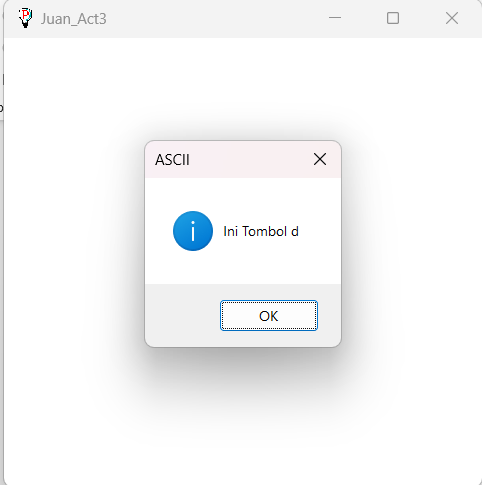 Juan_Act3
ASCII
Ini Tombol d
OK